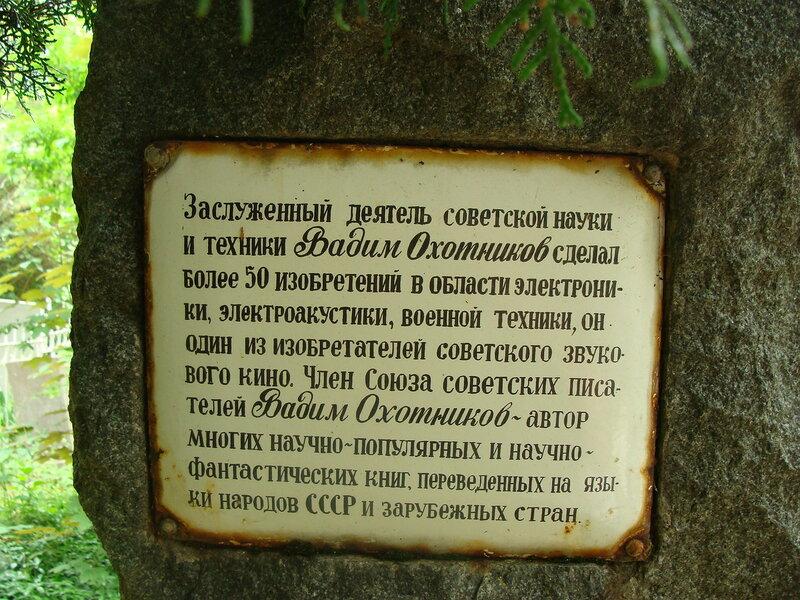 Заслуженный деятель советской науки
и техники Вадим Охотников сделал
более 50 изобретений в области электрони-
ки, электроакустики, военной техники, он
один из изобретателей советского звуко-
вого кино. Член Союза советских писа-
телей Вадим Охотников - автор
многих научно-популярных и научно-
фантастических книг, переведенных на язы-
ки народов СССР и зарубежных стран.